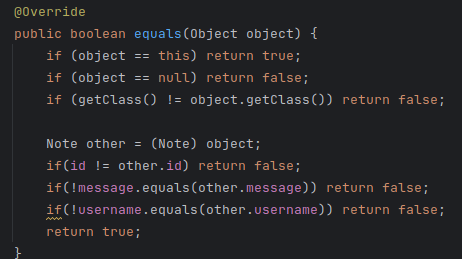 @Override
public boolean equals(Object object) {
if (object == this) return true;
if (object == null) return false;
if (getClass() != object.getClass()) return false;
Note other = (Note) object;
if(id != other.id) return false;
if(!message.equals(other.message)) return false;
if(!username.equals(other.username)) return false;
return true;
}